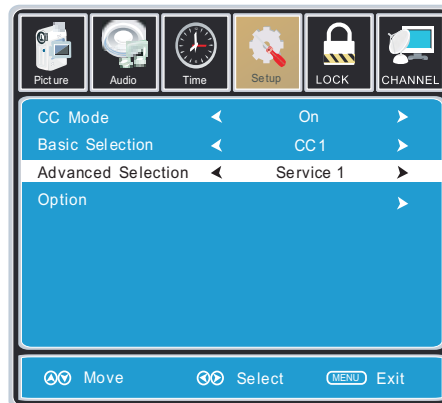 Picture Audio Time Setup LOCK CHANNEL
CC Mode On
Basic Selection CC1
Advanced Selection Service 1
Option
Move Select MENU Exit